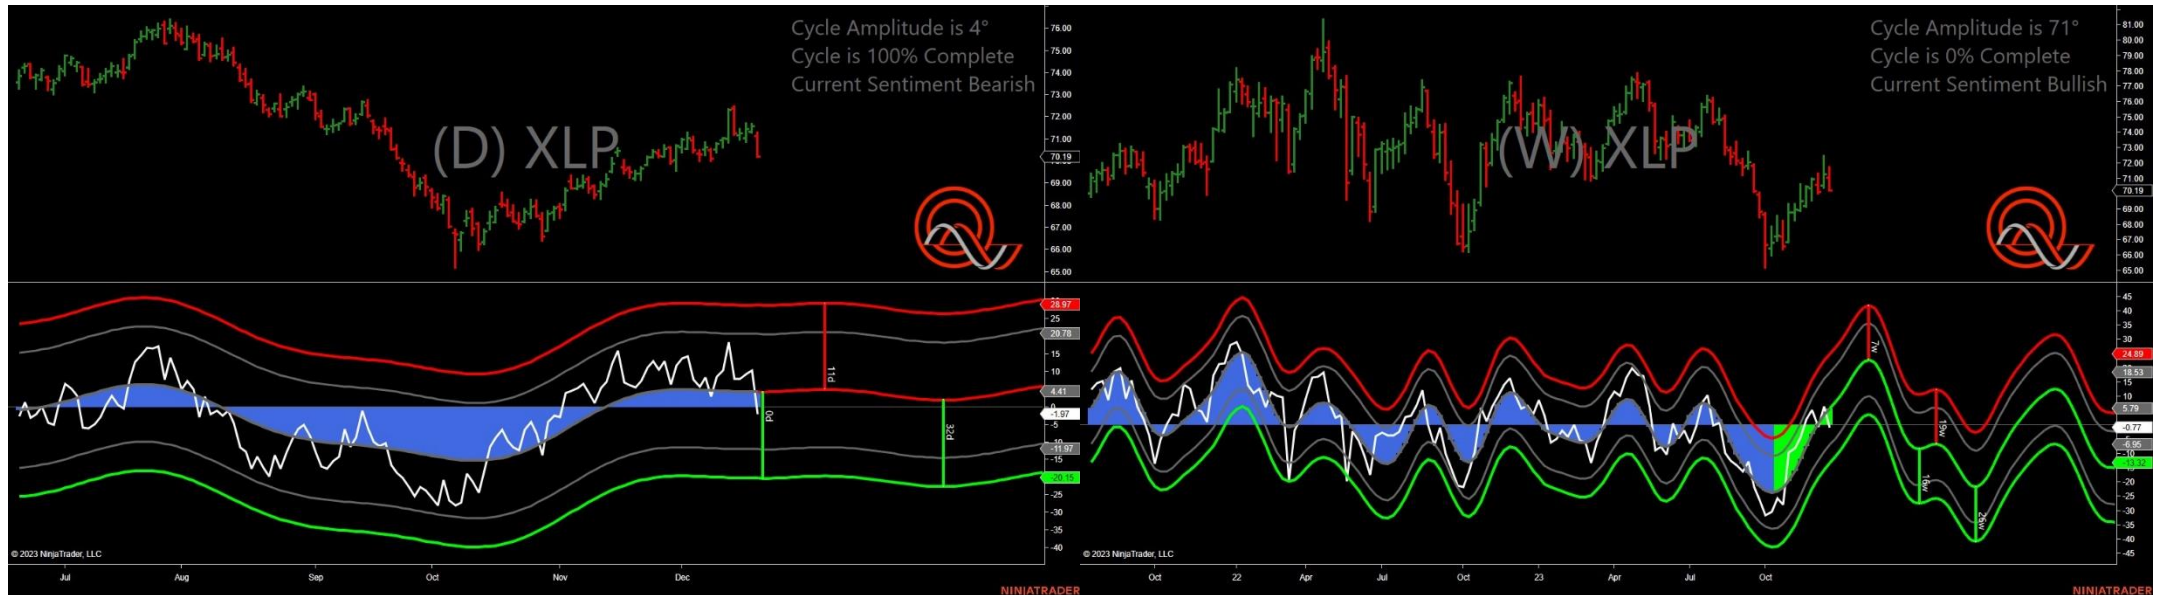 Cycle Amplitude is 4°
Cycle is 100% Complete
Current Sentiment Bearish
(D) XLP
76.00
75.00
74.00
73.00
72.00
71.00
70.19
69.00
68.00
67.00
66.00
65.00
28.97
25
20.78
15
10
4.41
0
-1.97
-5
-11.97
-15
-20.15
-25
-30
-35
-40
0d
11d
32d
© 2023 NinjaTrader, LLC
Jul
Aug
Sep
Oct
Nov
Dec
NINJATRADER
Cycle Amplitude is 71°
Cycle is 0% Complete
Current Sentiment Bullish
(W) XLP
81.00
80.00
79.00
78.00
77.00
76.00
75.00
74.00
73.00
72.00
71.00
70.19
69.00
68.00
67.00
66.00
65.00
45
40
35
30
24.89
18.53
15
10
5.79
-0.77
-6.95
-10
-13.32
-20
-25
-30
-35
-40
-45
7w
19w
16w
26w
© 2023 NinjaTrader, LLC
Oct
22
Apr
Jul
Oct
23
Apr
Jul
Oct
NINJATRADER